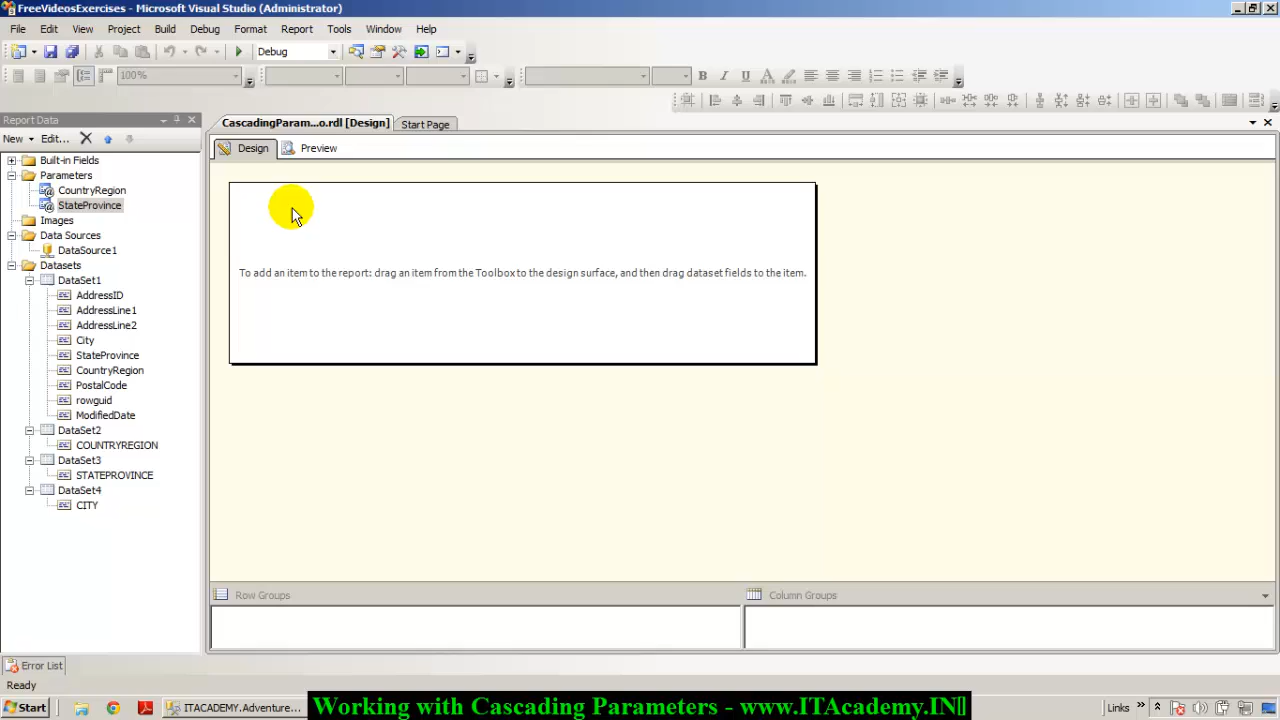 FreeVideosExercises - Microsoft Visual Studio (Administrator)
File Edit View Project Build Debug Format Report Tools Window Help
Debug
100%
B I U A
Report Data
CascadingParam...o.rdl [Design] Start Page
New Edit...
Design Preview
Built-in Fields
Parameters
CountryRegion
StateProvince
Images
Data Sources
DataSource1
Datasets
DataSet1
AddressID
AddressLine1
AddressLine2
City
StateProvince
CountryRegion
PostalCode
rowguid
ModifiedDate
DataSet2
COUNTRYREGION
DataSet3
STATEPROVINCE
DataSet4
CITY
To add an item to the report: drag an item from the Toolbox to the design surface, and then drag dataset fields to the item.
Row Groups Column Groups
Error List
Ready
Start ITACADEMY.Adventure... Working with Cascading Parameters - www.ITAcademy.IN Links